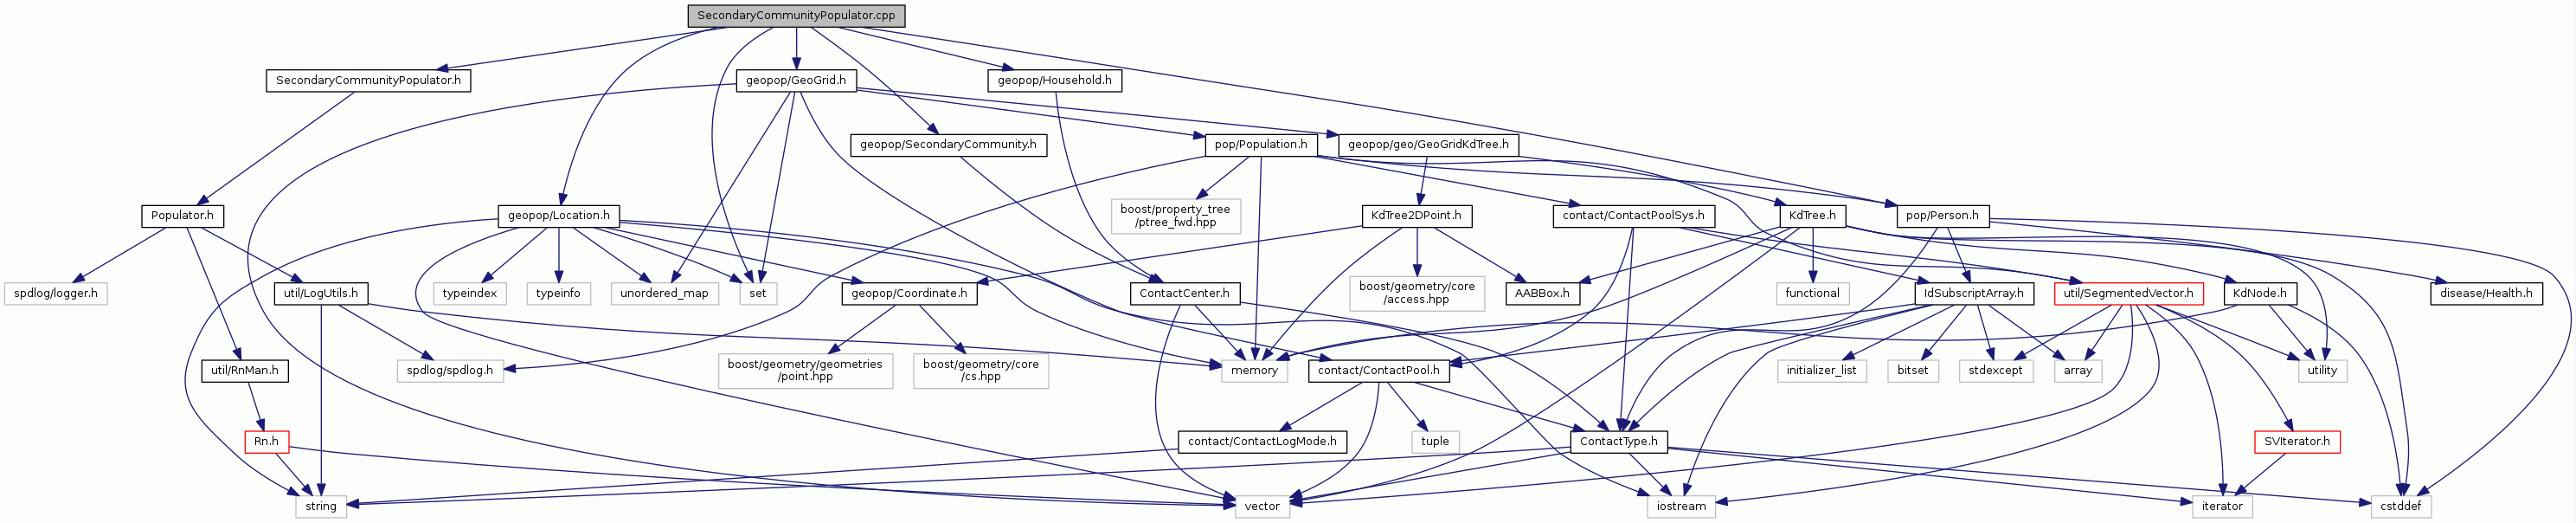 SecondaryCommunityPopulator.cpp
SecondaryCommunityPopulator.h
geopop/GeoGrid.h
geopop/Household.h
geopop/SecondaryCommunity.h
pop/Population.h
geopop/geo/GeoGridKdTree.h
Populator.h
geopop/Location.h
boost/property_tree
/ptree_fwd.hpp
KdTree2DPoint.h
contact/ContactPoolSys.h
KdTree.h
pop/Person.h
spdlog/logger.h
util/LogUtils.h
typeindex
typeinfo
unordered_map
set
geopop/Coordinate.h
ContactCenter.h
boost/geometry/core
/access.hpp
AABBox.h
functional
IdSubscriptArray.h
util/SegmentedVector.h
KdNode.h
disease/Health.h
util/RnMan.h
spdlog/spdlog.h
boost/geometry/geometries
/point.hpp
boost/geometry/core
/cs.hpp
memory
contact/ContactPool.h
initializer_list
bitset
stdexcept
array
utility
Rn.h
contact/ContactLogMode.h
tuple
ContactType.h
SVIterator.h
string
vector
iostream
iterator
cstddef